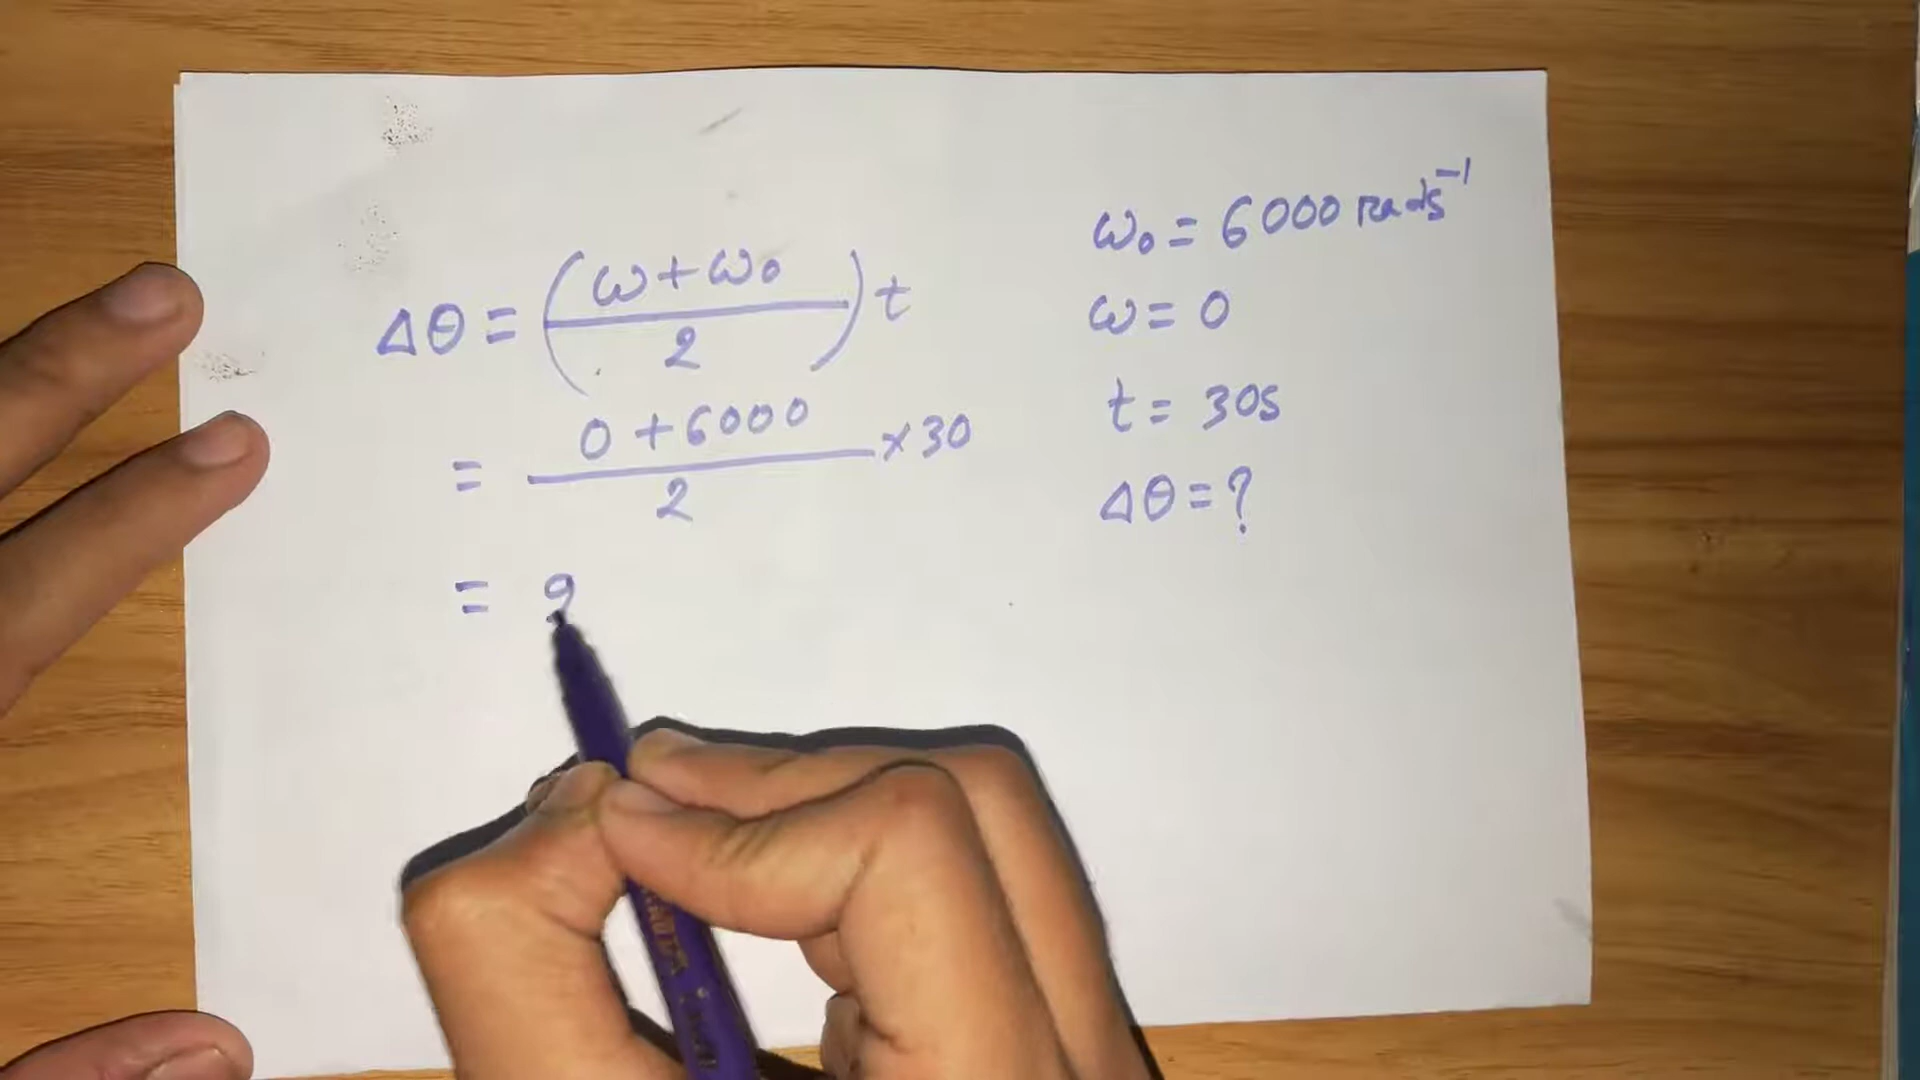 Δθ = (ω + ω₀ / 2) t
= 0 + 6000 / 2 × 30
= 9
ω₀ = 6000 rads⁻¹
ω = 0
t = 30s
Δθ = ?